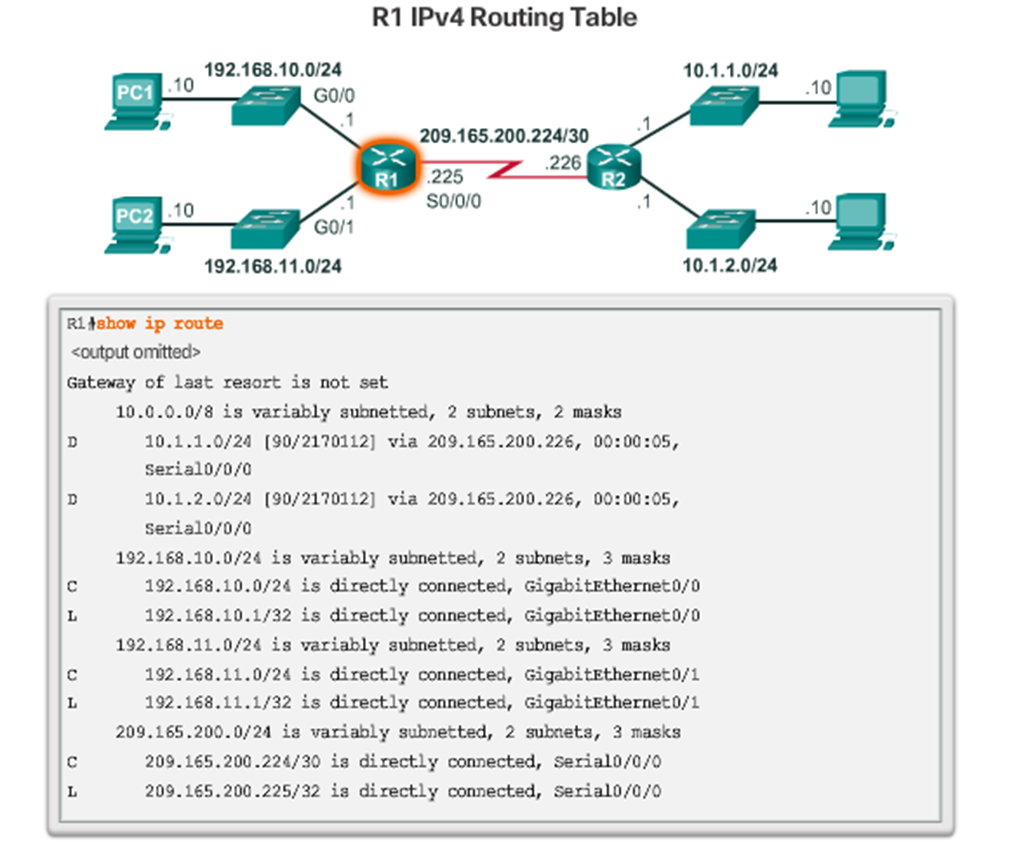 R1 IPv4 Routing Table
192.168.10.0/24
10.1.1.0/24
PC1
.10
G0/0
.10
.1
209.165.200.224/30
.1
.226
R1
.225
R2
S0/0/0
PC2
.10
.1
.1
.10
G0/1
192.168.11.0/24
10.1.2.0/24
R1#show ip route
<output omitted>
Gateway of last resort is not set
10.0.0.0/8 is variably subnetted, 2 subnets, 2 masks
D 10.1.1.0/24 [90/2170112] via 209.165.200.226, 00:00:05,
Serial0/0/0
D 10.1.2.0/24 [90/2170112] via 209.165.200.226, 00:00:05,
Serial0/0/0
192.168.10.0/24 is variably subnetted, 2 subnets, 3 masks
C 192.168.10.0/24 is directly connected, GigabitEthernet0/0
L 192.168.10.1/32 is directly connected, GigabitEthernet0/0
192.168.11.0/24 is variably subnetted, 2 subnets, 3 masks
C 192.168.11.0/24 is directly connected, GigabitEthernet0/1
L 192.168.11.1/32 is directly connected, GigabitEthernet0/1
209.165.200.0/24 is variably subnetted, 2 subnets, 3 masks
C 209.165.200.224/30 is directly connected, Serial0/0/0
L 209.165.200.225/32 is directly connected, Serial0/0/0